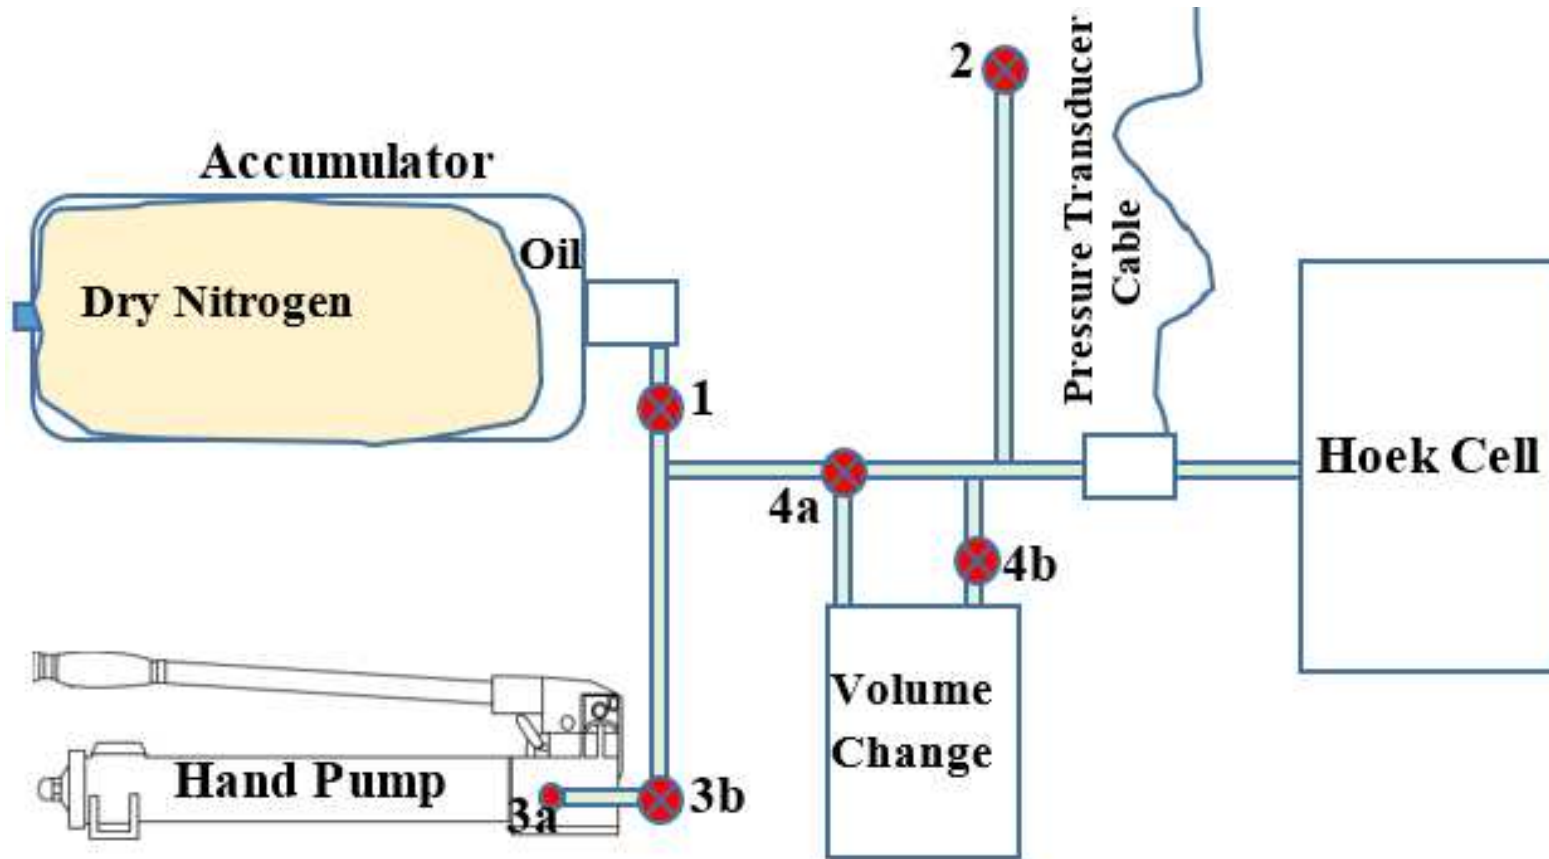 2
Pressure Transducer
Cable
Accumulator
Oil
Dry Nitrogen
1
Hoek Cell
4a
4b
Volume
Change
Hand Pump
3a
3b